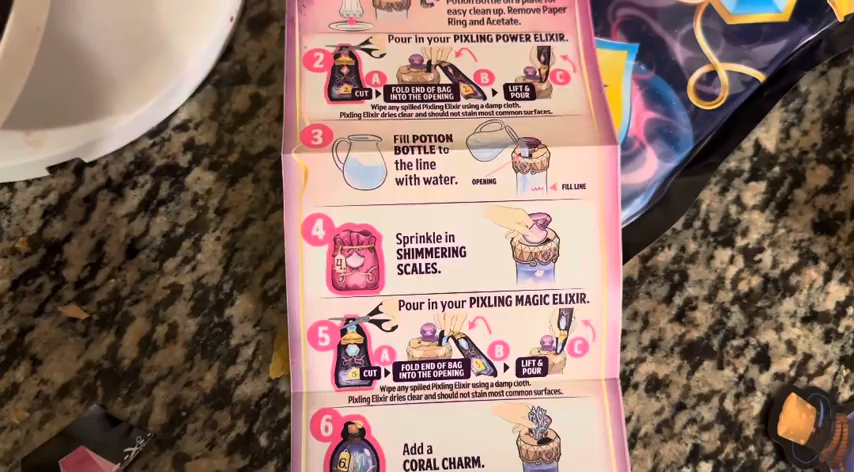 Potion Bottle on a plate for
easy clean up. Remove Paper
Ring and Acetate.
2
Pour in your PIXLING POWER ELIXIR.
A
CUT
FOLD END OF BAG
INTO THE OPENING
B
LIFT &
POUR
C
Wipe any spilled Pixling Elixir using a damp cloth.
Pixling Elixir dries clear and should not stain most common surfaces.
3
Fill POTION
BOTTLE to
the line
with water.
OPENING
FILL LINE
4
Sprinkle in
SHIMMERING
SCALES.
4
Pour in your PIXLING MAGIC ELIXIR.
5
A
5
CUT
FOLD END OF BAG
INTO THE OPENING
B
LIFT &
POUR
C
Wipe any spilled Pixling Elixir using a damp cloth.
Pixling Elixir dries clear and should not stain most common surfaces.
6
6
Add a
CORAL CHARM.